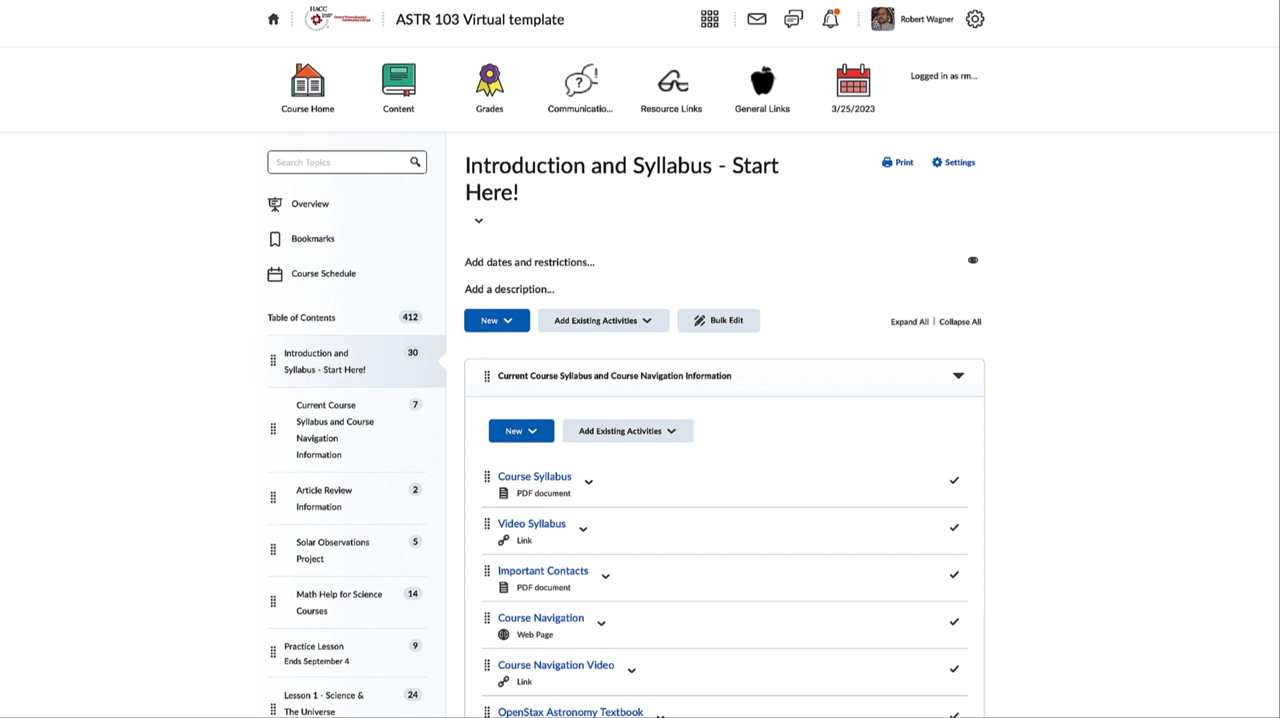 HACC
ASTR 103 Virtual template
Robert Wagner
Course Home
Content
Grades
Communicatio...
Resource Links
General Links
3/25/2023
Logged in as rm...
Search Topics
Overview
Bookmarks
Course Schedule
Table of Contents 412
Introduction and
Syllabus - Start Here!
30
Current Course
Syllabus and Course
Navigation
Information
7
Article Review
Information
2
Solar Observations
Project
5
Math Help for Science
Courses
14
Practice Lesson
Ends September 4
9
Lesson 1 - Science &
The Universe
24
Introduction and Syllabus - Start
Here!
Print
Settings
Add dates and restrictions...
Add a description...
New
Add Existing Activities
Bulk Edit
Expand All | Collapse All
Current Course Syllabus and Course Navigation Information
New
Add Existing Activities
Course Syllabus
PDF document
Video Syllabus
Link
Important Contacts
PDF document
Course Navigation
Web Page
Course Navigation Video
Link
OpenStax Astronomy Textbook